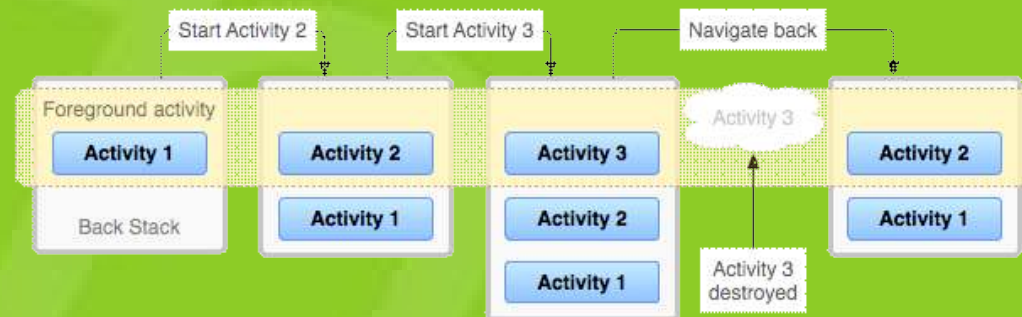 Start Activity 2
Start Activity 3
Navigate back
Foreground activity
Activity 1
Back Stack
Activity 2
Activity 1
Activity 3
Activity 2
Activity 1
Activity 3
Activity 3
destroyed
Activity 2
Activity 1